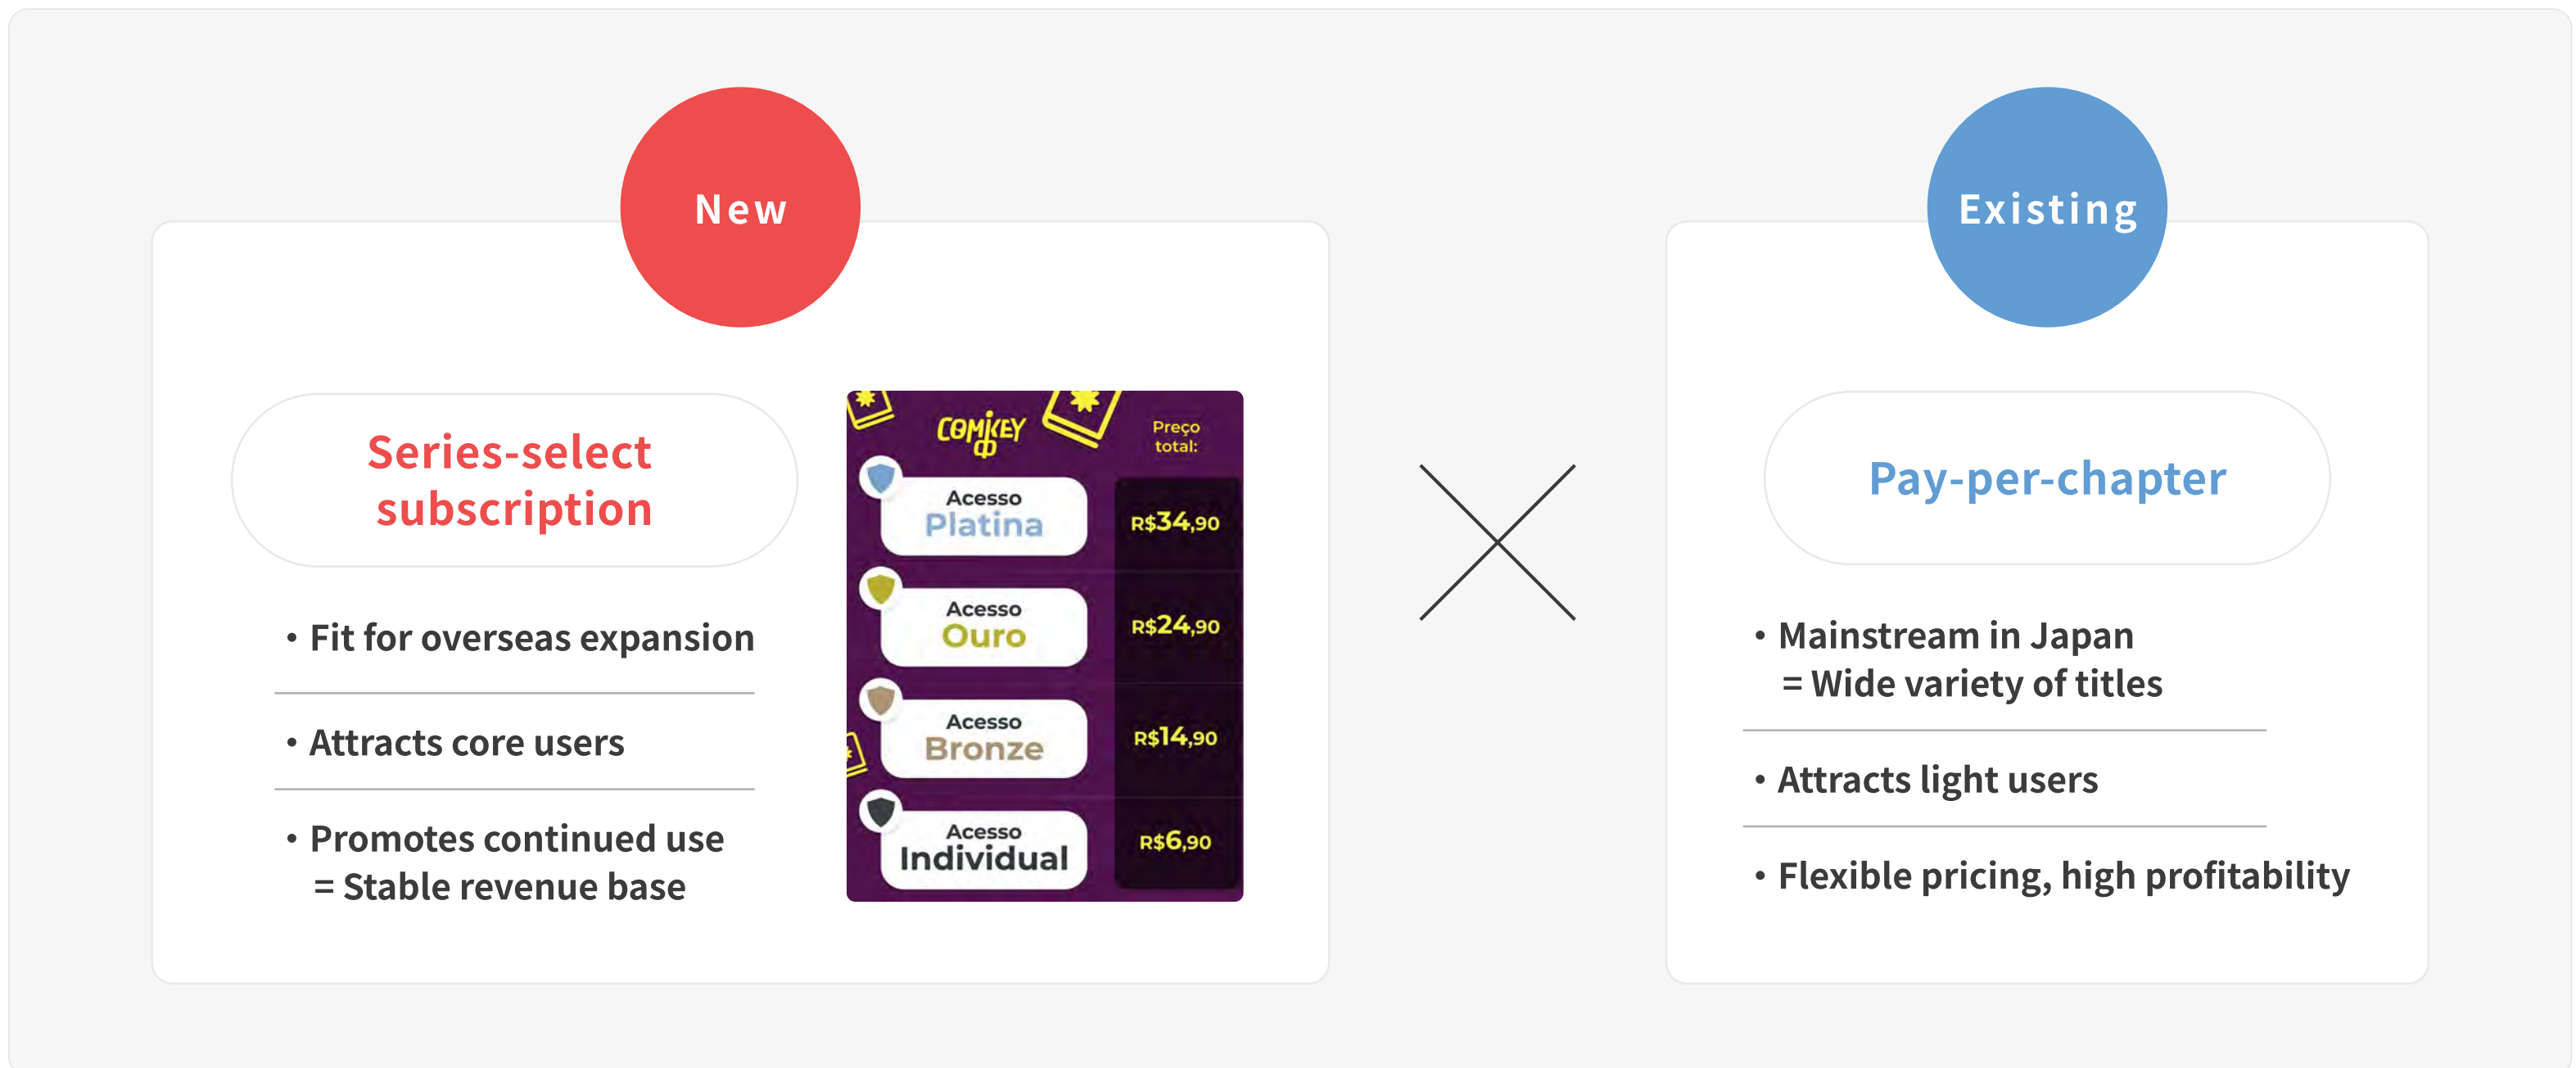 New
Series-select
subscription
・Fit for overseas expansion
・Attracts core users
・Promotes continued use
= Stable revenue base
COMIKEY
Preço
total:
Acesso
Platina
R$34,90
Acesso
Ouro
R$24,90
Acesso
Bronze
R$14,90
Acesso
Individual
R$6,90
Existing
Pay-per-chapter
・Mainstream in Japan
= Wide variety of titles
・Attracts light users
・Flexible pricing, high profitability